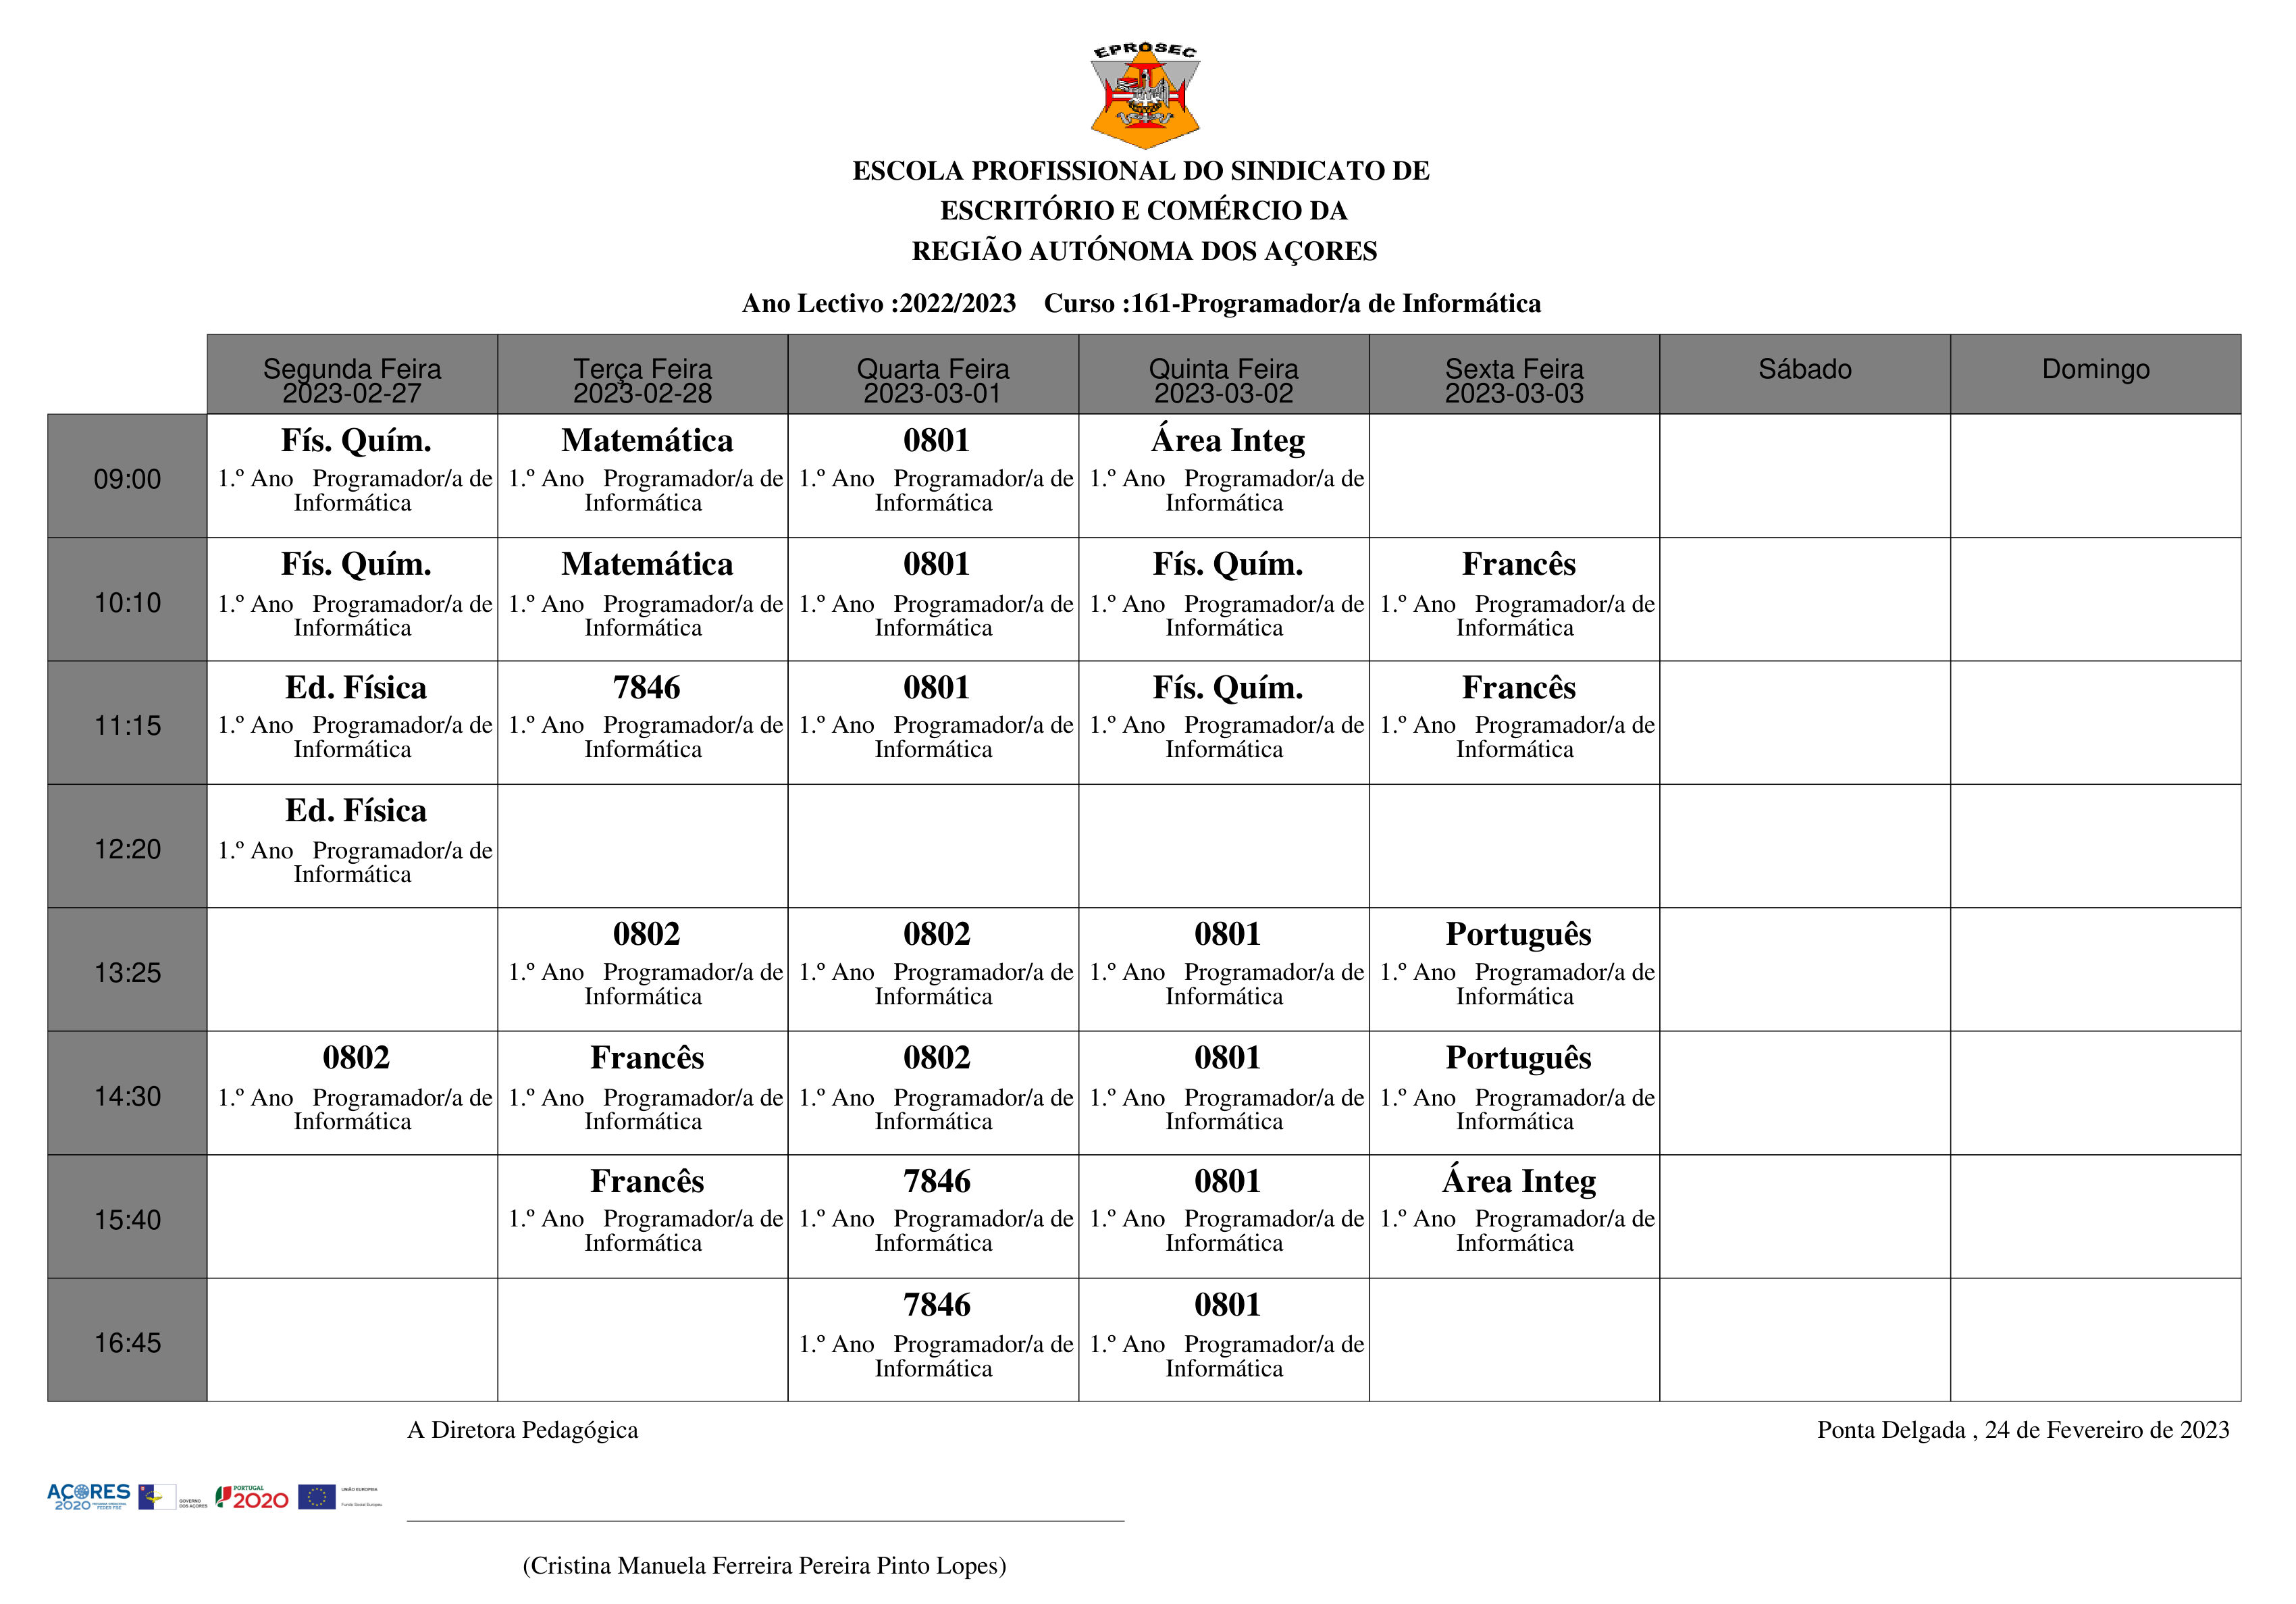 EPROSEC
ESCOLA PROFISSIONAL DO SINDICATO DE
ESCRITÓRIO E COMÉRCIO DA
REGIÃO AUTÓNOMA DOS AÇORES
Ano Lectivo :2022/2023 Curso :161-Programador/a de Informática
Segunda Feira Terça Feira Quarta Feira Quinta Feira Sexta Feira Sábado Domingo
2023-02-27 2023-02-28 2023-03-01 2023-03-02 2023-03-03
Fís. Quím. Matemática 0801 Área Integ
09:00 1.º Ano Programador/a de 1.º Ano Programador/a de 1.º Ano Programador/a de 1.º Ano Programador/a de
Informática Informática Informática Informática
Fís. Quím. Matemática 0801 Fís. Quím. Francês
10:10 1.º Ano Programador/a de 1.º Ano Programador/a de 1.º Ano Programador/a de 1.º Ano Programador/a de 1.º Ano Programador/a de
Informática Informática Informática Informática Informática
Ed. Física 7846 0801 Fís. Quím. Francês
11:15 1.º Ano Programador/a de 1.º Ano Programador/a de 1.º Ano Programador/a de 1.º Ano Programador/a de 1.º Ano Programador/a de
Informática Informática Informática Informática Informática
Ed. Física
12:20 1.º Ano Programador/a de
Informática
0802 0802 0801 Português
13:25 1.º Ano Programador/a de 1.º Ano Programador/a de 1.º Ano Programador/a de 1.º Ano Programador/a de
Informática Informática Informática Informática
0802 Francês 0802 0801 Português
14:30 1.º Ano Programador/a de 1.º Ano Programador/a de 1.º Ano Programador/a de 1.º Ano Programador/a de 1.º Ano Programador/a de
Informática Informática Informática Informática Informática
Francês 7846 0801 Área Integ
15:40 1.º Ano Programador/a de 1.º Ano Programador/a de 1.º Ano Programador/a de 1.º Ano Programador/a de
Informática Informática Informática Informática
7846 0801
16:45 1.º Ano Programador/a de 1.º Ano Programador/a de
Informática Informática
A Diretora Pedagógica Ponta Delgada , 24 de Fevereiro de 2023
AÇORES 2020
GOVERNO DOS AÇORES
PORTUGAL 2020
UNIÃO EUROPEIA
Fundo Social Europeu
(Cristina Manuela Ferreira Pereira Pinto Lopes)